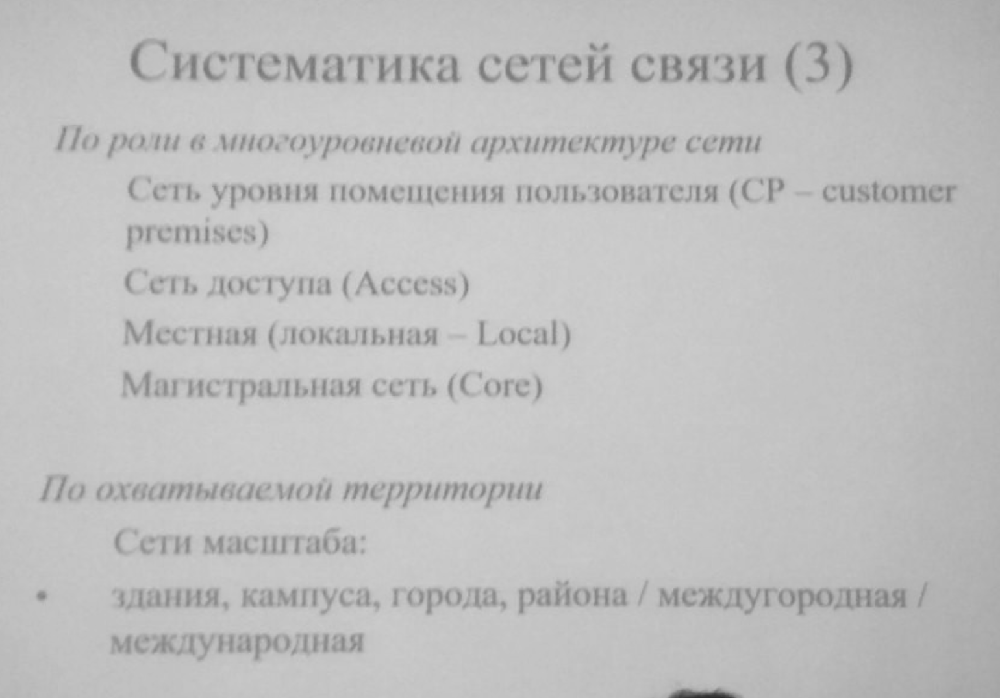 Систематика сетей связи (3)
По роли в многоуровневой архитектуре сети
Сеть уровня помещения пользователя (CP – customer
premises)
Сеть доступа (Access)
Местная (локальная – Local)
Магистральная сеть (Core)
По охватываемой территории
Сети масштаба:
• здания, кампуса, города, района / междугородная /
международная